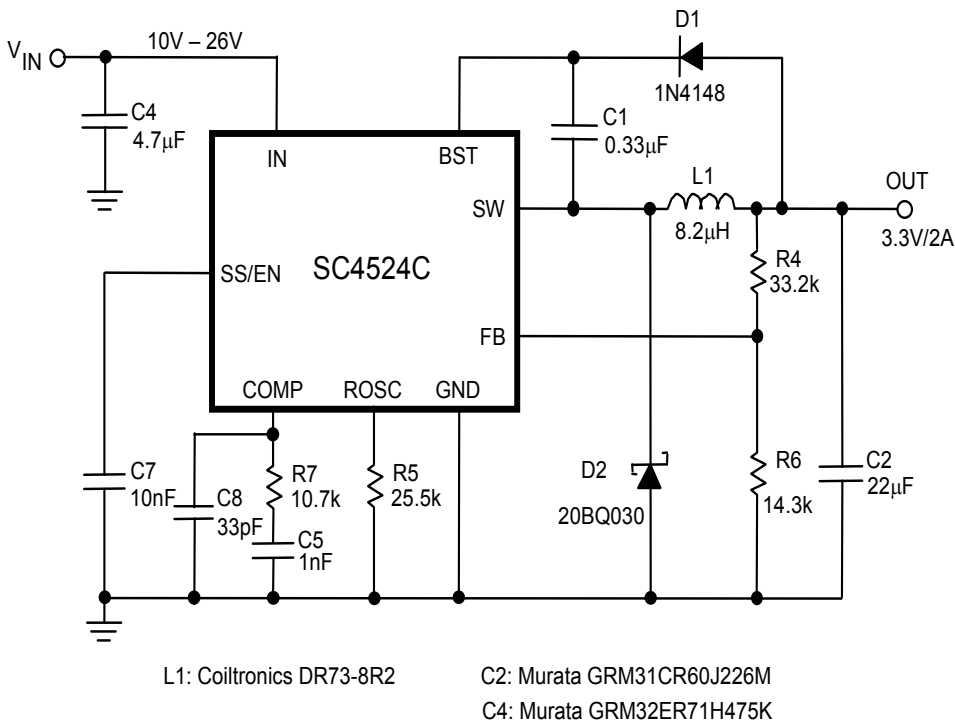 D1
V IN
10V – 26V
1N4148
C4
4.7µF
C1
0.33µF
IN
BST
L1
OUT
SW
8.2µH
3.3V/2A
SS/EN
SC4524C
R4
33.2k
FB
COMP
ROSC
GND
C7
10nF
C8
33pF
R7
10.7k
R5
25.5k
C5
1nF
D2
20BQ030
R6
14.3k
C2
22µF
L1: Coiltronics DR73-8R2
C2: Murata GRM31CR60J226M
C4: Murata GRM32ER71H475K